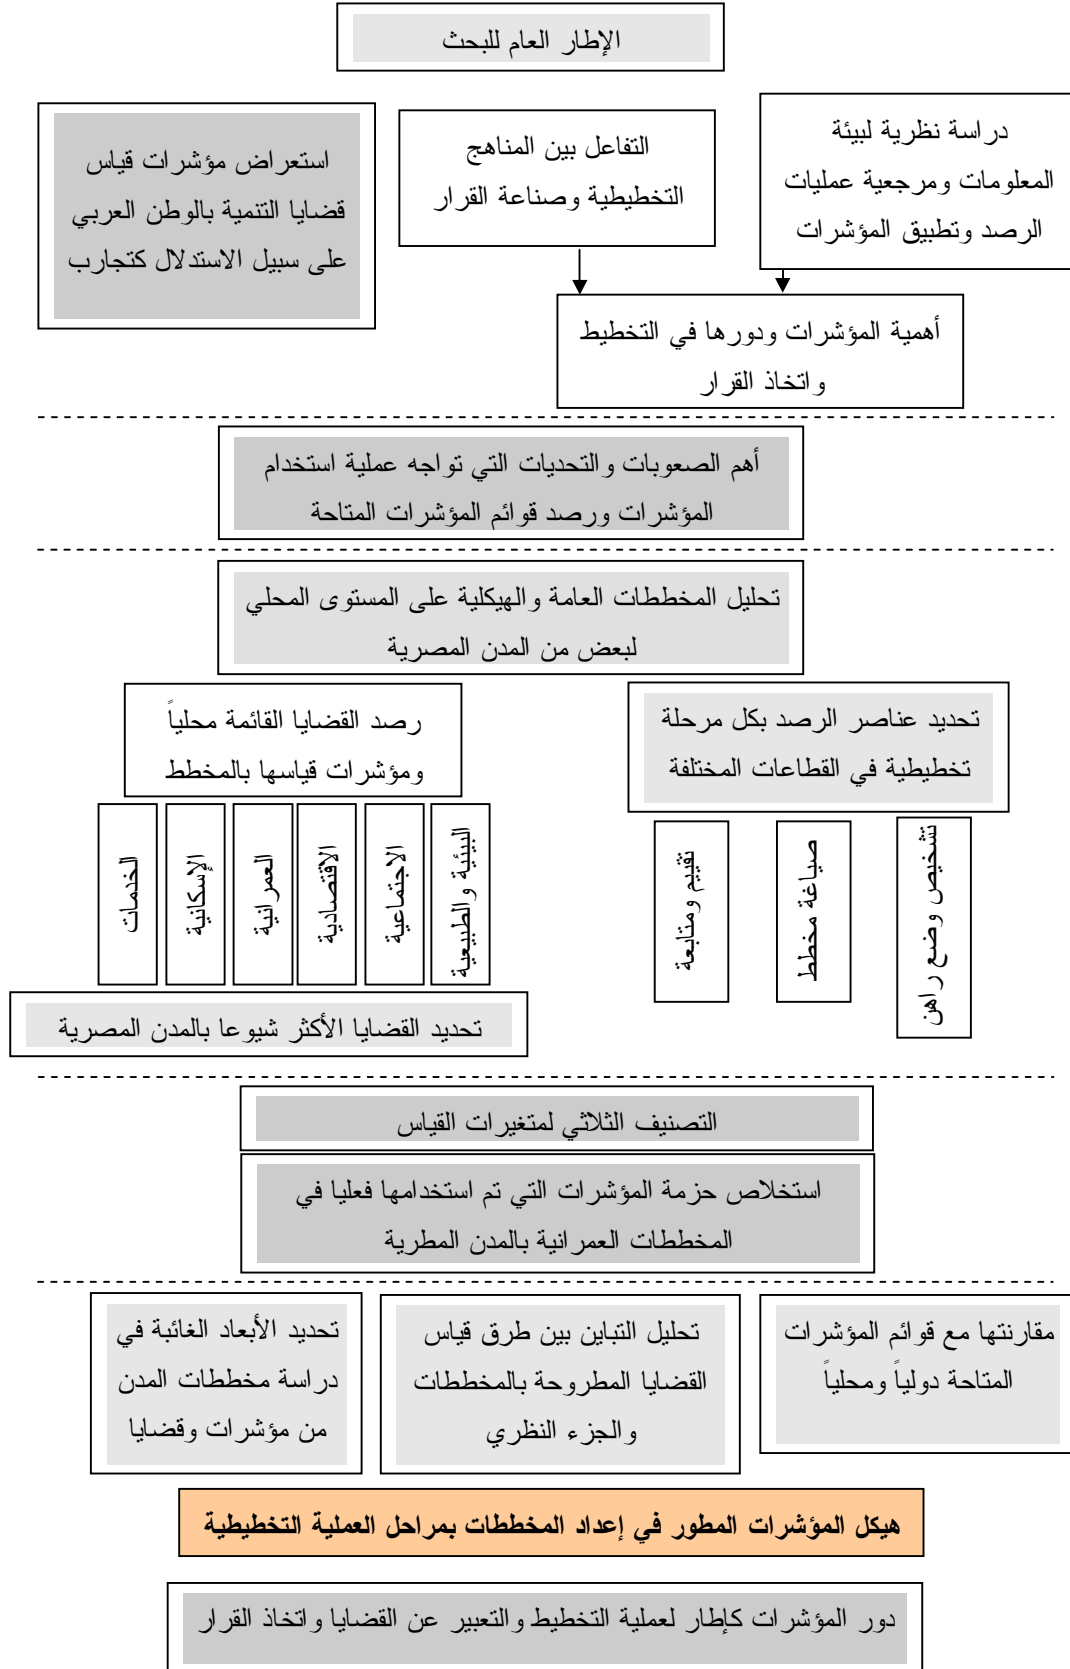 الإطار العام للبحث
دراسة نظرية لبيئة
المعلومات ومرجعية عمليات
الرصد وتطبيق المؤشرات
التفاعل بين المناهج
التخطيطية وصناعة القرار
استعراض مؤشرات قياس
قضايا التنمية بالوطن العربي
على سبيل الاستدلال كتجارب
أهمية المؤشرات ودورها في التخطيط
واتخاذ القرار
أهم الصعوبات والتحديات التي تواجه عملية استخدام
المؤشرات ورصد قوائم المؤشرات المتاحة
تحليل المخططات العامة والهيكلية على المستوى المحلي
لبعض من المدن المصرية
تحديد عناصر الرصد بكل مرحلة
تخطيطية في القطاعات المختلفة
تشخيص وضع راهن
صياغة مخطط
تقييم ومتابعة
رصد القضايا القائمة محلياً
ومؤشرات قياسها بالمخطط
البيئية والطبيعية
الاجتماعية
الاقتصادية
العمرانية
الإسكانية
الخدمات
تحديد القضايا الأكثر شيوعا بالمدن المصرية
التصنيف الثلاثي لمتغيرات القياس
استخلاص حزمة المؤشرات التي تم استخدامها فعليا في
المخططات العمرانية بالمدن المطرية
مقارنتها مع قوائم المؤشرات
المتاحة دولياً ومحلياً
تحليل التباين بين طرق قياس
القضايا المطروحة بالمخططات
والجزء النظري
تحديد الأبعاد الغائبة في
دراسة مخططات المدن
من مؤشرات وقضايا
هيكل المؤشرات المطور في إعداد المخططات بمراحل العملية التخطيطية
دور المؤشرات كإطار لعملية التخطيط والتعبير عن القضايا واتخاذ القرار